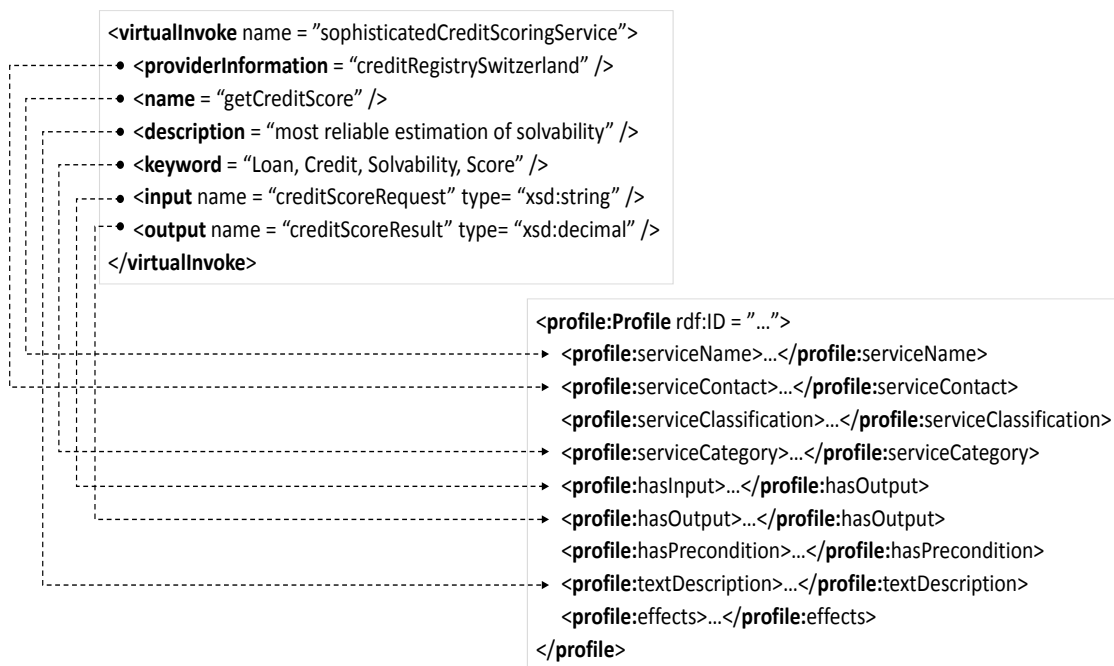 <virtualInvoke name = ”sophisticatedCreditScoringService”>
<providerInformation = “creditRegistrySwitzerland” />
<name = “getCreditScore” />
<description = “most reliable estimation of solvability” />
<keyword = “Loan, Credit, Solvability, Score” />
<input name = “creditScoreRequest” type= “xsd:string” />
<output name = “creditScoreResult” type= “xsd:decimal” />
</virtualInvoke>
<profile:Profile rdf:ID = ”…”>
<profile:serviceName>…</profile:serviceName>
<profile:serviceContact>…</profile:serviceContact>
<profile:serviceClassification>…</profile:serviceClassification>
<profile:serviceCategory>…</profile:serviceCategory>
<profile:hasInput>…</profile:hasOutput>
<profile:hasOutput>…</profile:hasOutput>
<profile:hasPrecondition>…</profile:hasPrecondition>
<profile:textDescription>…</profile:textDescription>
<profile:effects>…</profile:effects>
</profile>